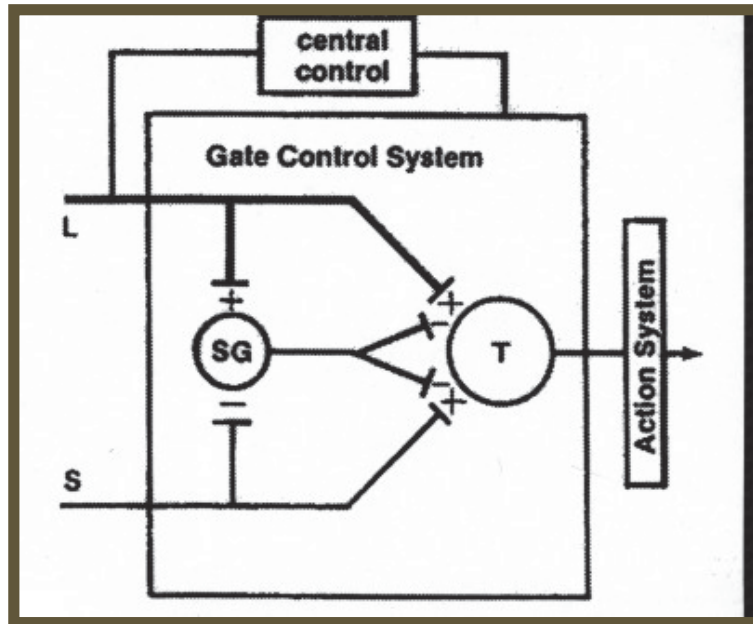 central
control
Gate Control System
L
+
SG
−
+
−
−
+
T
S
Action System